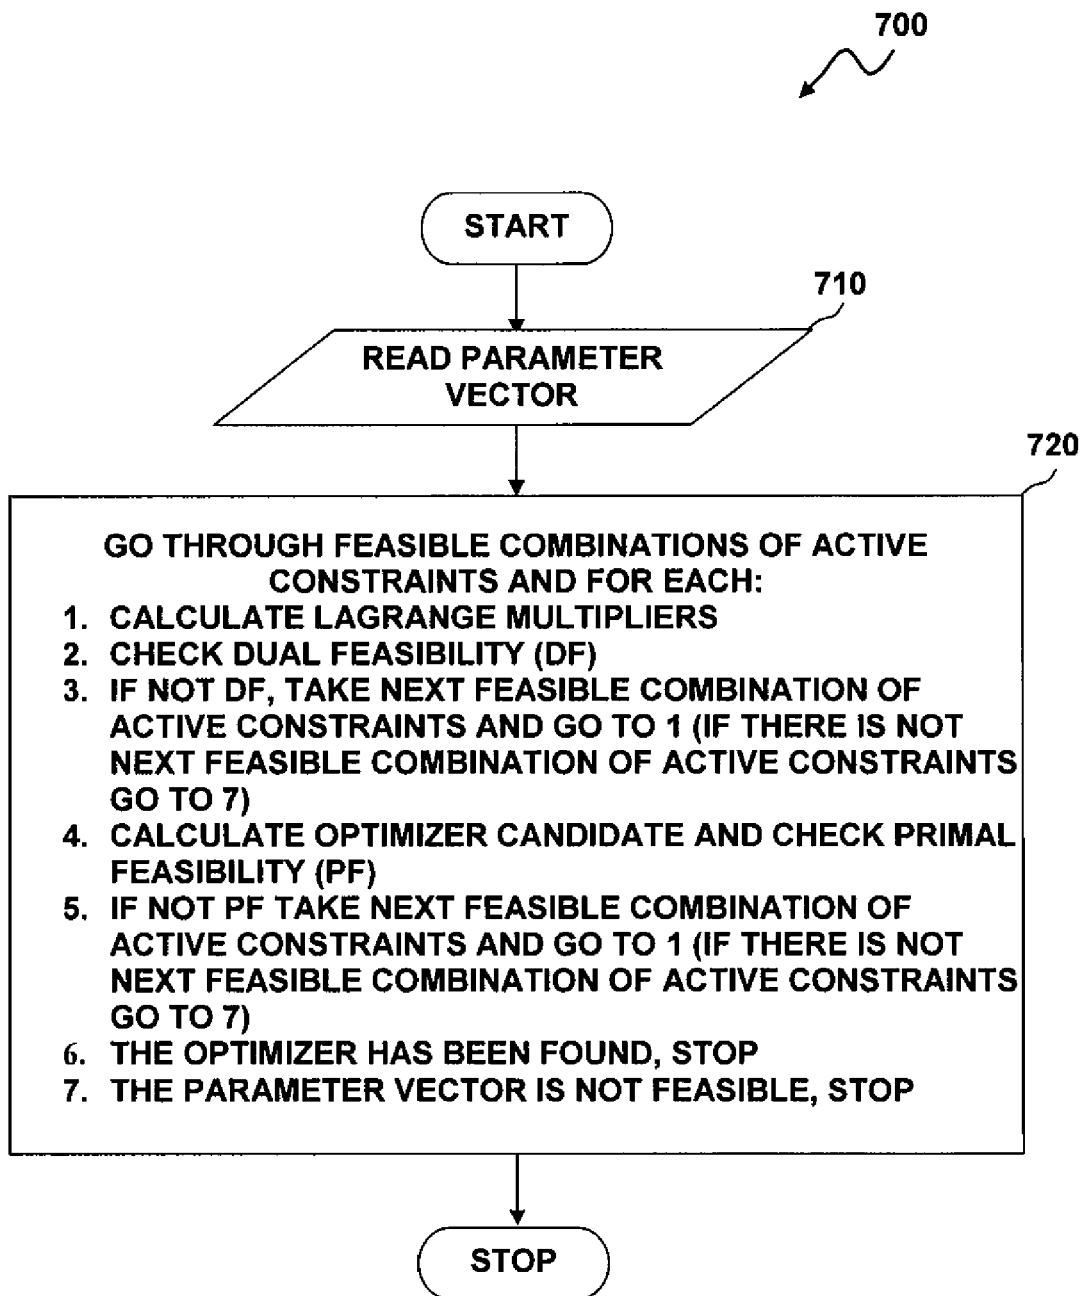 700
START
710
READ PARAMETER
VECTOR
720
GO THROUGH FEASIBLE COMBINATIONS OF ACTIVE
CONSTRAINTS AND FOR EACH:
1. CALCULATE LAGRANGE MULTIPLIERS
2. CHECK DUAL FEASIBILITY (DF)
3. IF NOT DF, TAKE NEXT FEASIBLE COMBINATION OF
ACTIVE CONSTRAINTS AND GO TO 1 (IF THERE IS NOT
NEXT FEASIBLE COMBINATION OF ACTIVE CONSTRAINTS
GO TO 7)
4. CALCULATE OPTIMIZER CANDIDATE AND CHECK PRIMAL
FEASIBILITY (PF)
5. IF NOT PF TAKE NEXT FEASIBLE COMBINATION OF
ACTIVE CONSTRAINTS AND GO TO 1 (IF THERE IS NOT
NEXT FEASIBLE COMBINATION OF ACTIVE CONSTRAINTS
GO TO 7)
6. THE OPTIMIZER HAS BEEN FOUND, STOP
7. THE PARAMETER VECTOR IS NOT FEASIBLE, STOP
STOP